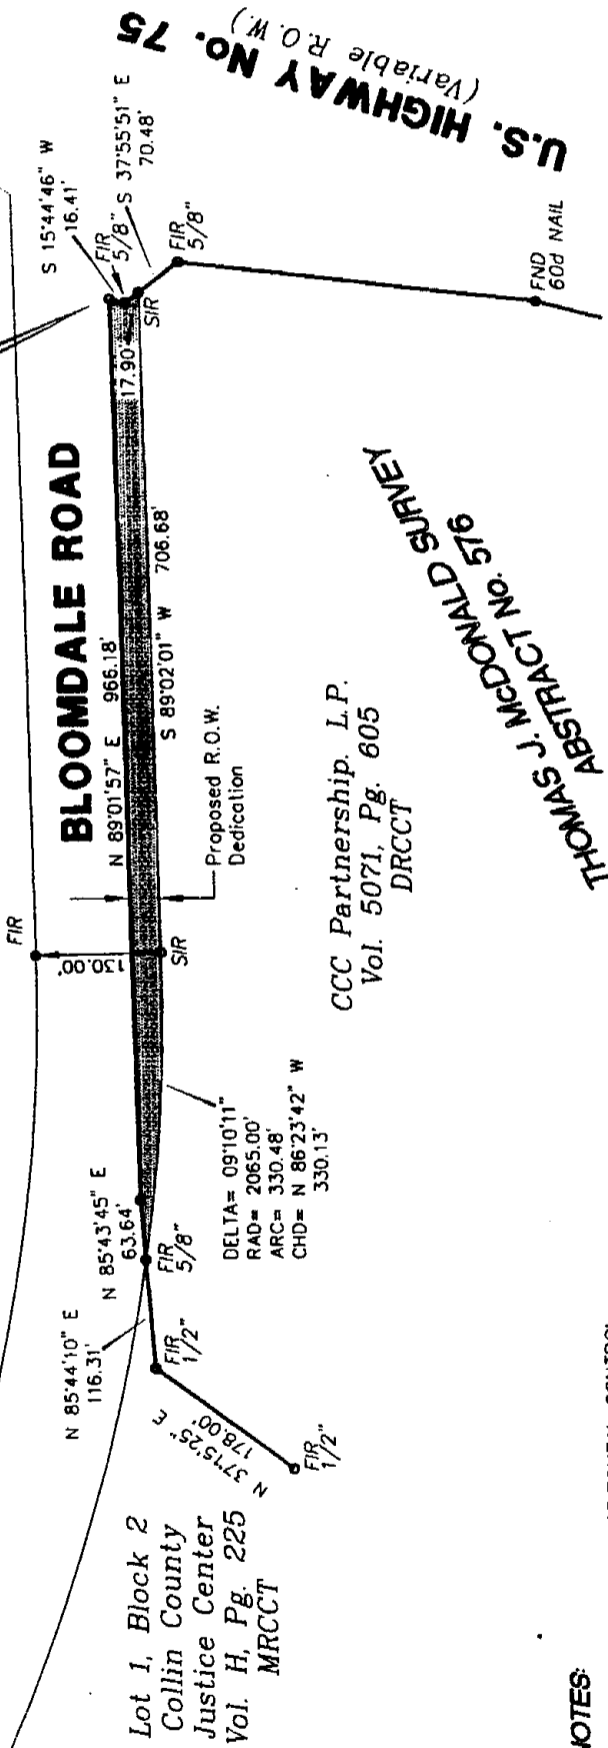 U.S. HIGHWAY No. 75
(Variable R.O.W.)
S 15°44'46" W
16.41'
FIR
5/8"
S 37°55'51" E
70.48'
FIR
5/8"
SIR
17.90'
FND
60d NAIL
BLOOMDALE ROAD
N 89°01'57" E 966.18'
S 89°02'01" W 706.68'
Proposed R.O.W.
Dedication
FIR
130.00'
SIR
THOMAS J. McDONALD SURVEY
ABSTRACT No. 576
CCC Partnership. L.P.
Vol. 5071, Pg. 605
DRCCT
N 85°43'45" E
63.64'
FIR
5/8"
DELTA= 09°10'11"
RAD= 2065.00'
ARC= 330.48'
CHD= N 86°23'42" W
330.13'
N 85°44'10" E
116.31'
FIR
1/2"
N 37°15'25" E
178.00'
FIR
1/2"
Lot 1, Block 2
Collin County
Justice Center
Vol. H, Pg. 225
MRCCT
NOTES: